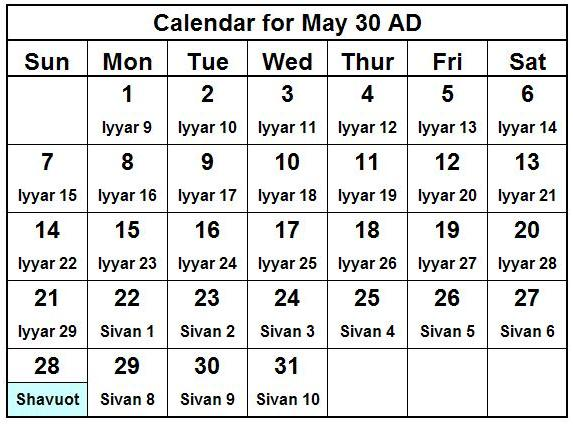 Calendar for May 30 AD
Sun Mon Tue Wed Thur Fri Sat
1 2 3 4 5 6
Iyyar 9 Iyyar 10 Iyyar 11 Iyyar 12 Iyyar 13 Iyyar 14
7 8 9 10 11 12 13
Iyyar 15 Iyyar 16 Iyyar 17 Iyyar 18 Iyyar 19 Iyyar 20 Iyyar 21
14 15 16 17 18 19 20
Iyyar 22 Iyyar 23 Iyyar 24 Iyyar 25 Iyyar 26 Iyyar 27 Iyyar 28
21 22 23 24 25 26 27
Iyyar 29 Sivan 1 Sivan 2 Sivan 3 Sivan 4 Sivan 5 Sivan 6
28 29 30 31
Shavuot Sivan 8 Sivan 9 Sivan 10